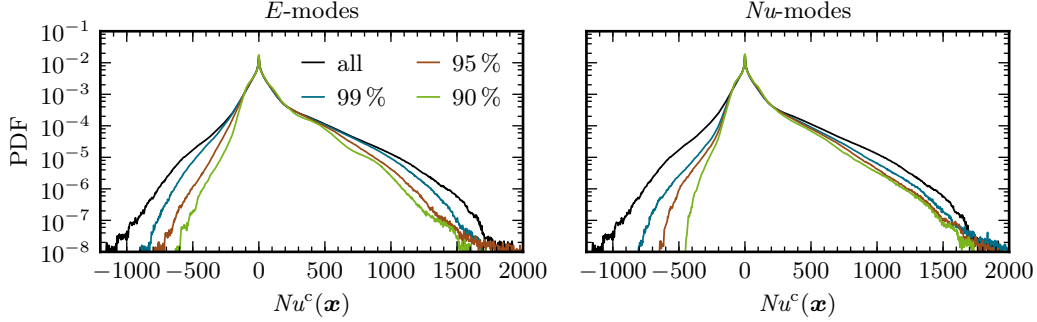 E-modes
Nu-modes
10⁻¹
10⁻²
10⁻³
10⁻⁴
10⁻⁵
10⁻⁶
10⁻⁷
10⁻⁸
PDF
all
99 %
95 %
90 %
−1000 −500 0 500 1000 1500 2000
−1000 −500 0 500 1000 1500 2000
Nuᶜ(x)
Nuᶜ(x)